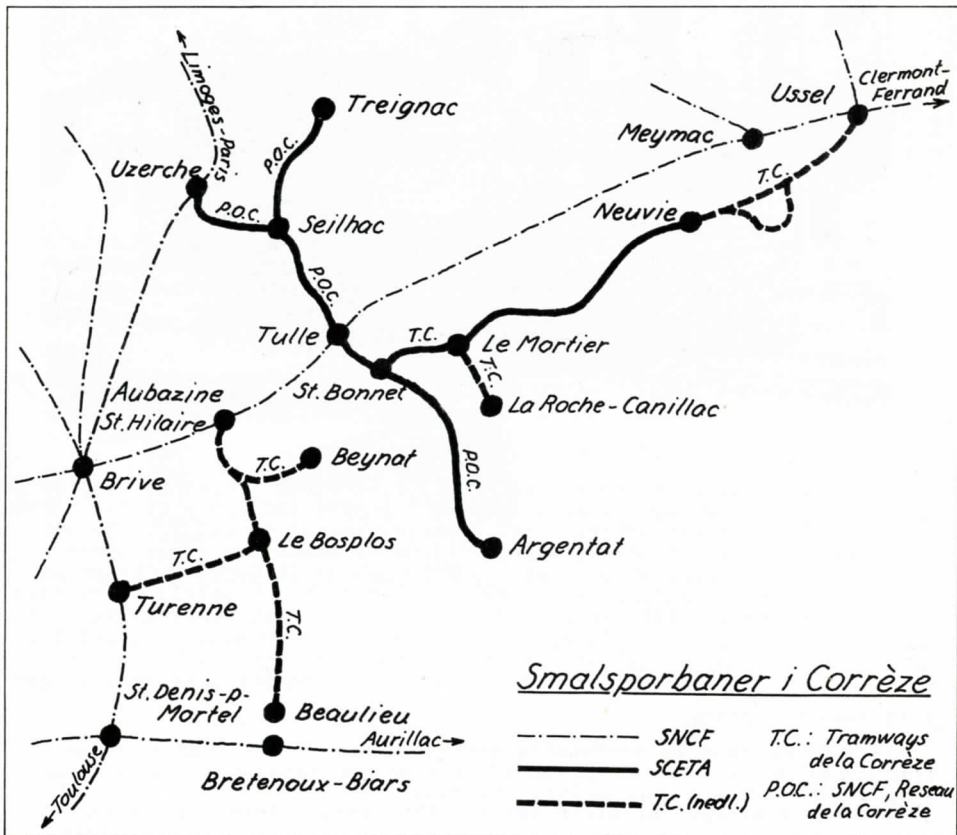 Limoges-Paris
Treignac
P.O.C.
Uzerche
P.O.C.
Seilhac
P.O.C.
Ussel
Clermont-
Ferrand
Meymac
T.C.
Neuvie
Tulle
T.C.
Le Mortier
St. Bonnet
T.C.
La Roche-Canillac
Aubazine
St. Hilaire
T.C.
Beynat
P.O.C.
Brive
Le Bosplos
Argentat
T.C.
Turenne
T.C.
St. Denis-p-
Mortel
Beaulieu
Aurillac
Toulouse
Bretenoux-Biars
Smalsporbaner i Corrèze
SNCF
SCETA
T.C. (nedl.)
T.C.: Tramways
de la Corrèze
P.O.C.: SNCF, Reseau
de la Corrèze